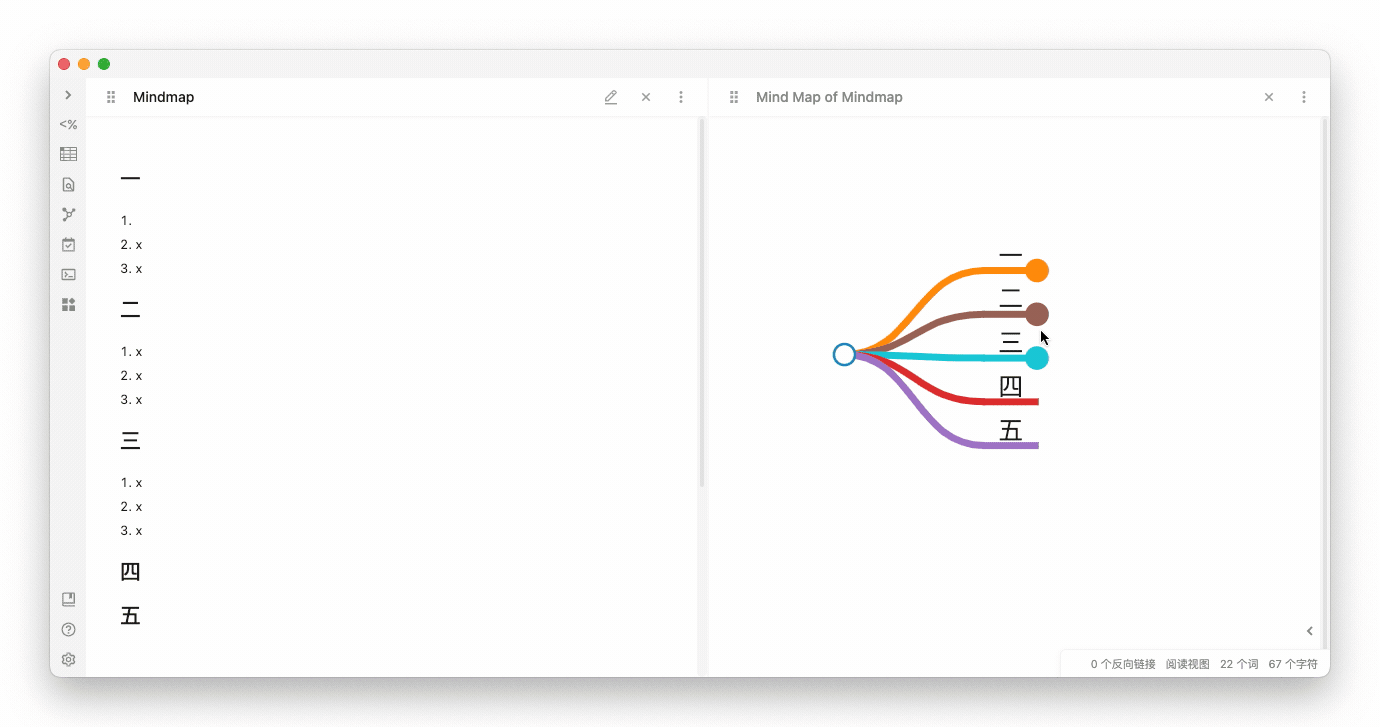 Mindmap
Mind Map of Mindmap
<%
一
1.
2. x
3. x
二
1. x
2. x
3. x
三
1. x
2. x
3. x
四
五
一
二
三
四
五
0 个反向链接 阅读视图 22 个词 67 个字符